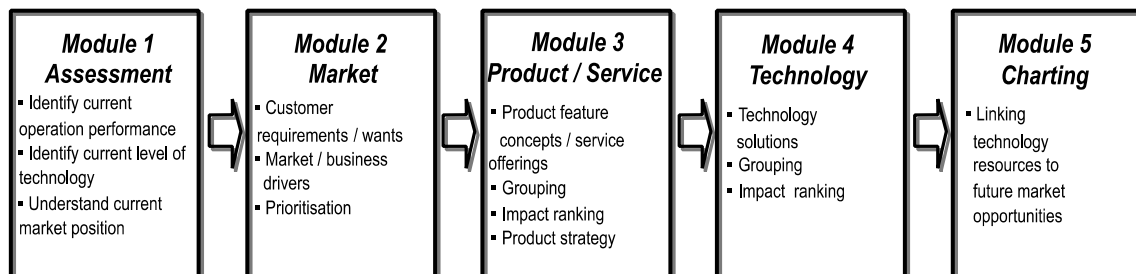 Module 1
Assessment
▪ Identify current
operation performance
▪ Identify current level of
technology
▪ Understand current
market position
Module 2
Market
▪ Customer
requirements / wants
▪ Market / business
drivers
▪ Prioritisation
Module 3
Product / Service
▪ Product feature
concepts / service
offerings
▪ Grouping
▪ Impact ranking
▪ Product strategy
Module 4
Technology
▪ Technology
solutions
▪ Grouping
▪ Impact ranking
Module 5
Charting
▪ Linking
technology
resources to
future market
opportunities